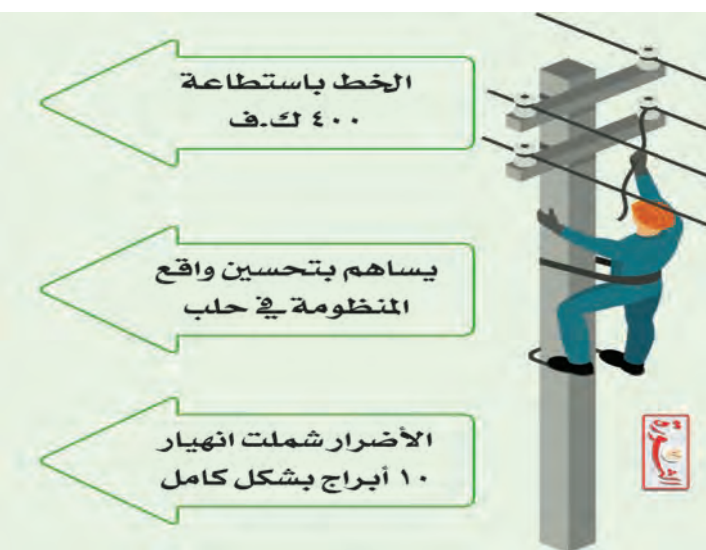 الخط باستطاعة
٤٠٠ ك.ف
يساهم بتحسين واقع
المنظومة في حلب
الأضرار شملت انهيار
١٠ أبراج بشكل كامل